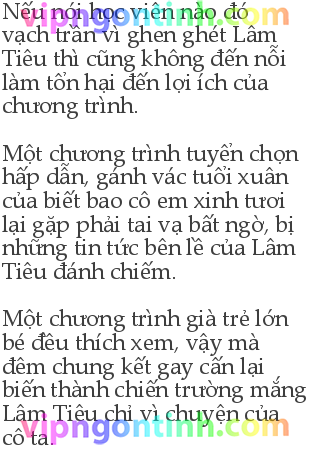 Nếu nói học viên nào đó
vipngontinh.com
vạch trần vì ghen ghét Lâm
Tiêu thì cũng không đến nỗi
làm tổn hại đến lợi ích của
chương trình.
Một chương trình tuyển chọn
hấp dẫn, gánh vác tuổi xuân
của biết bao cô em xinh tươi
lại gặp phải tai vạ bất ngờ, bị
những tin tức bên lề của Lâm
Tiêu đánh chiếm.
Một chương trình già trẻ lớn
bé đều thích xem, vậy mà
đêm chung kết gay cấn lại
biến thành chiến trường mắng
Lâm Tiêu chỉ vì chuyện của
vipngontinh.com
cô ta.